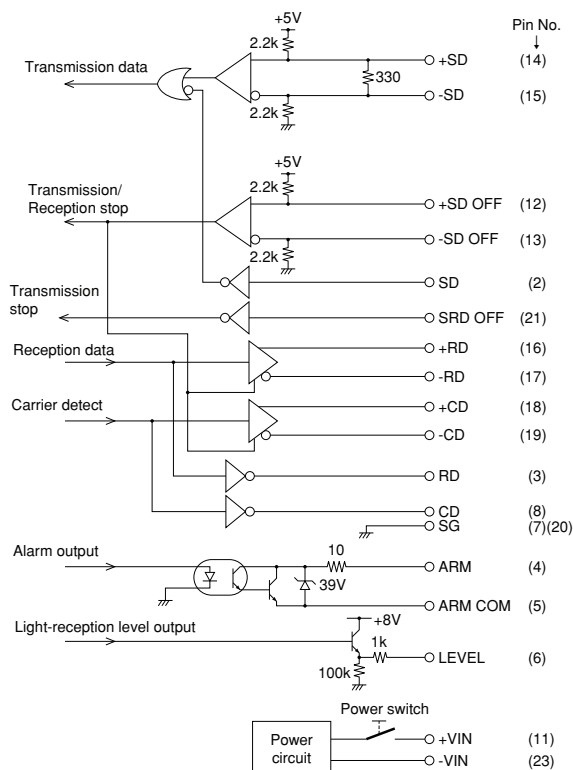 Pin No.
+5V
2.2k
Transmission data
330
2.2k
+SD (14)
-SD (15)
+5V
2.2k
Transmission/
Reception stop
2.2k
+SD OFF (12)
-SD OFF (13)
SD (2)
Transmission
stop
SRD OFF (21)
Reception data
+RD (16)
-RD (17)
Carrier detect
+CD (18)
-CD (19)
RD (3)
CD (8)
SG (7)(20)
Alarm output
10
39V
ARM (4)
ARM COM (5)
Light-reception level output
+8V
1k
100k
LEVEL (6)
Power switch
Power
circuit
+VIN (11)
-VIN (23)